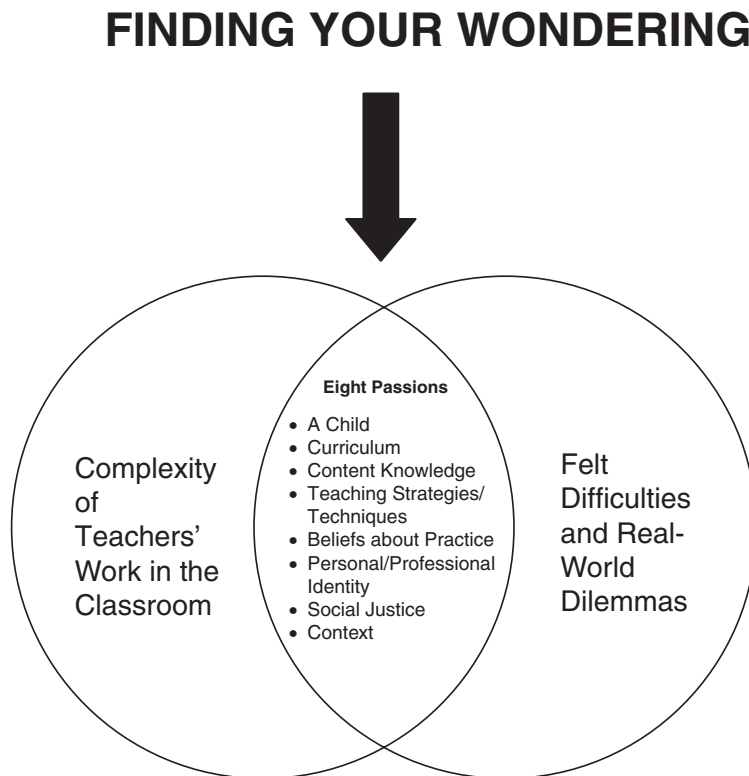 FINDING YOUR WONDERING
Complexity
of
Teachers’
Work in the
Classroom
Eight Passions
• A Child
• Curriculum
• Content Knowledge
• Teaching Strategies/
Techniques
• Beliefs about Practice
• Personal/Professional
Identity
• Social Justice
• Context
Felt
Difficulties
and Real-
World
Dilemmas